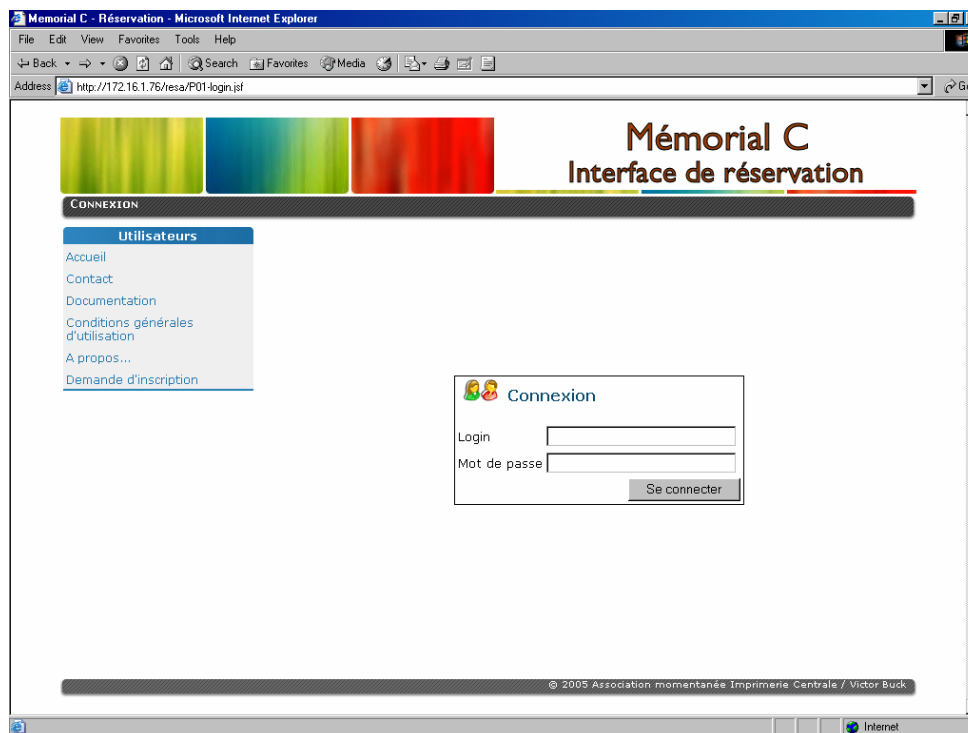 Memorial C - Réservation - Microsoft Internet Explorer
File Edit View Favorites Tools Help
Back Search Favorites Media
Address http://172.16.1.76/resa/P01-login.jsf
Mémorial C
Interface de réservation
CONNEXION
Utilisateurs
Accueil
Contact
Documentation
Conditions générales
d'utilisation
A propos...
Demande d'inscription
Connexion
Login
Mot de passe
Se connecter
© 2005 Association momentanée Imprimerie Centrale / Victor Buck
Internet